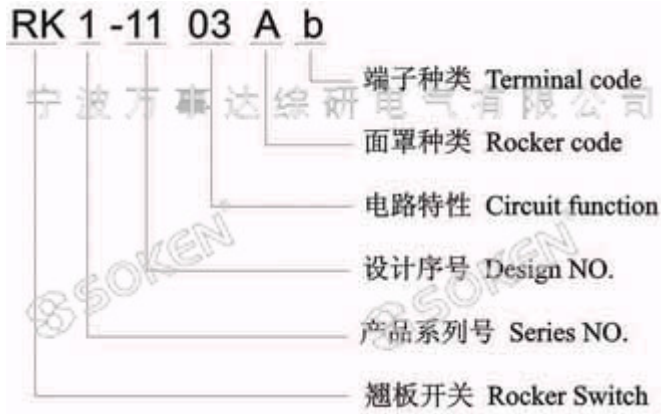 RK 1 -11 03 A b
端子种类 Terminal code
宁波万事达综研电气有限公司
面罩种类 Rocker code
电路特性 Circuit function
SOKEN
设计序号 Design NO.
SOKEN
产品系列号 Series NO.
翘板开关 Rocker Switch